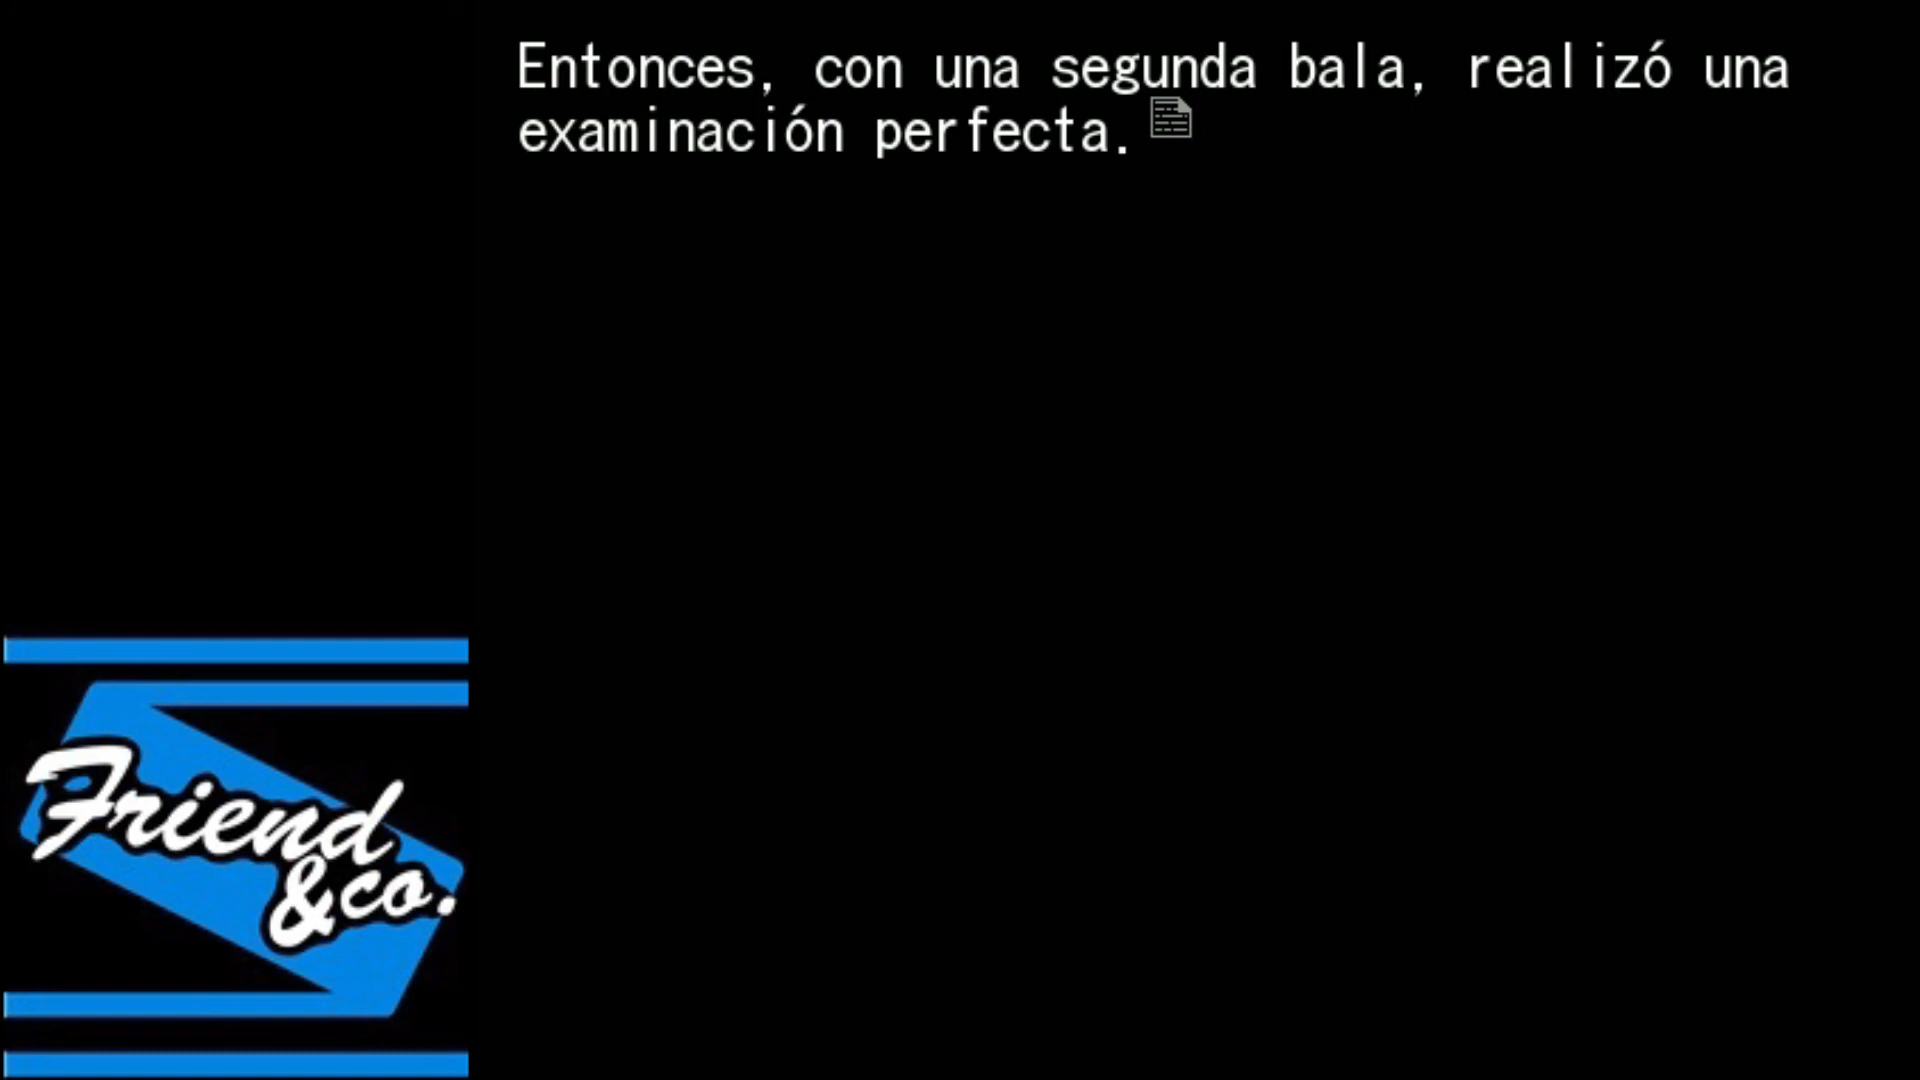 Entonces, con una segunda bala, realizó una
examinación perfecta.
Friend
&co.